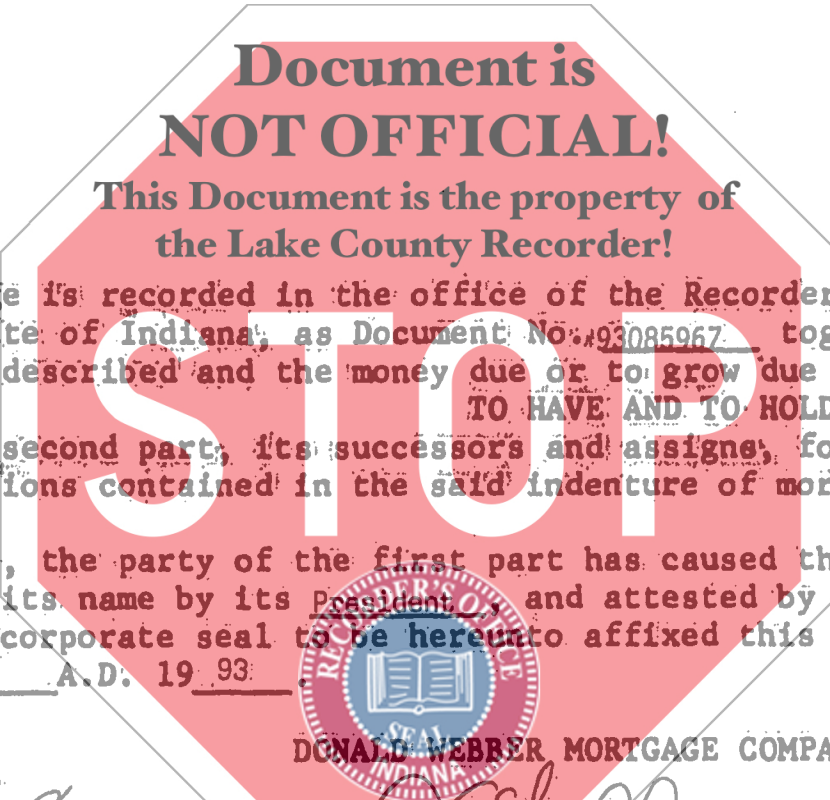 Document is
NOT OFFICIAL!
This Document is the property of
the Lake County Recorder!
e is recorded in the office of the Recorder
te of Indiana, as Document No. 93085967 tog
described and the money due or to grow due
TO HAVE AND TO HOLD
STOP
second part, its successors and assigns, fo
ions contained in the said indenture of mor
, the party of the first part has caused th
its name by its President, and attested by
corporate seal to be hereunto affixed this
A.D. 19 93.
RECORDER'S OFFICE
SEAL
INDIANA
DONALD WEBBER MORTGAGE COMPA